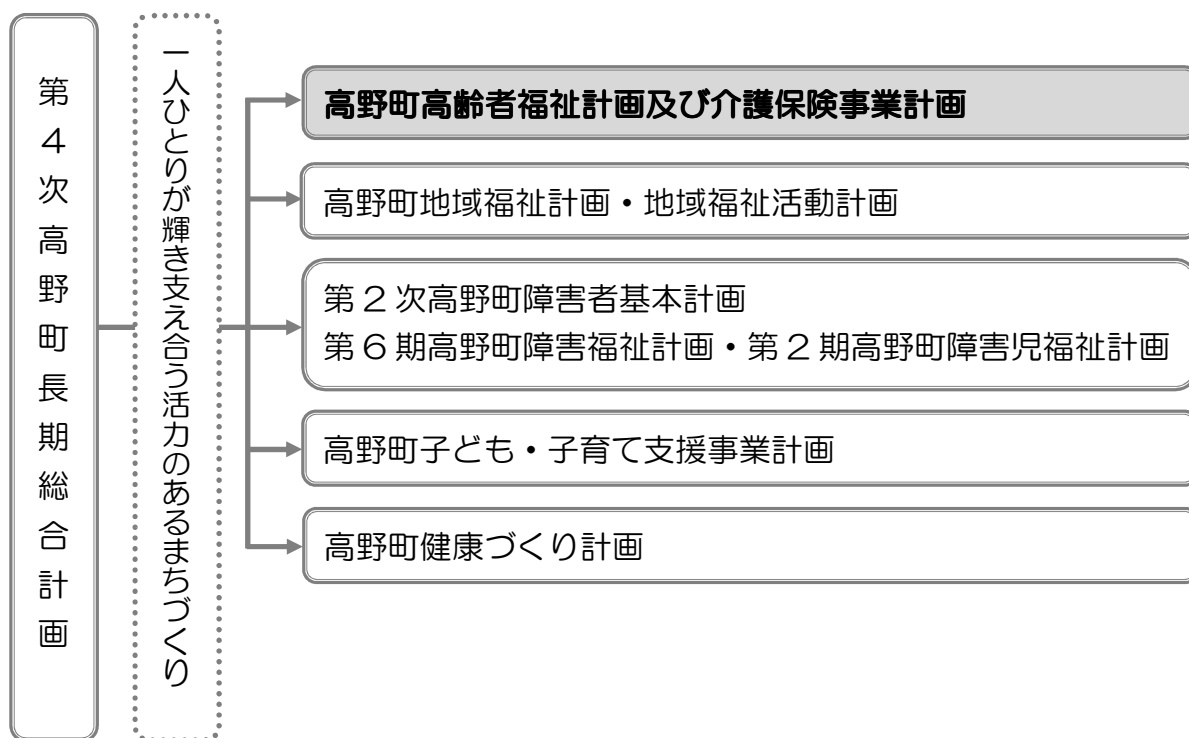 第４次高野町長期総合計画
一人ひとりが輝き支え合う活力のあるまちづくり
高野町高齢者福祉計画及び介護保険事業計画
高野町地域福祉計画・地域福祉活動計画
第２次高野町障害者基本計画
第６期高野町障害福祉計画・第２期高野町障害児福祉計画
高野町子ども・子育て支援事業計画
高野町健康づくり計画